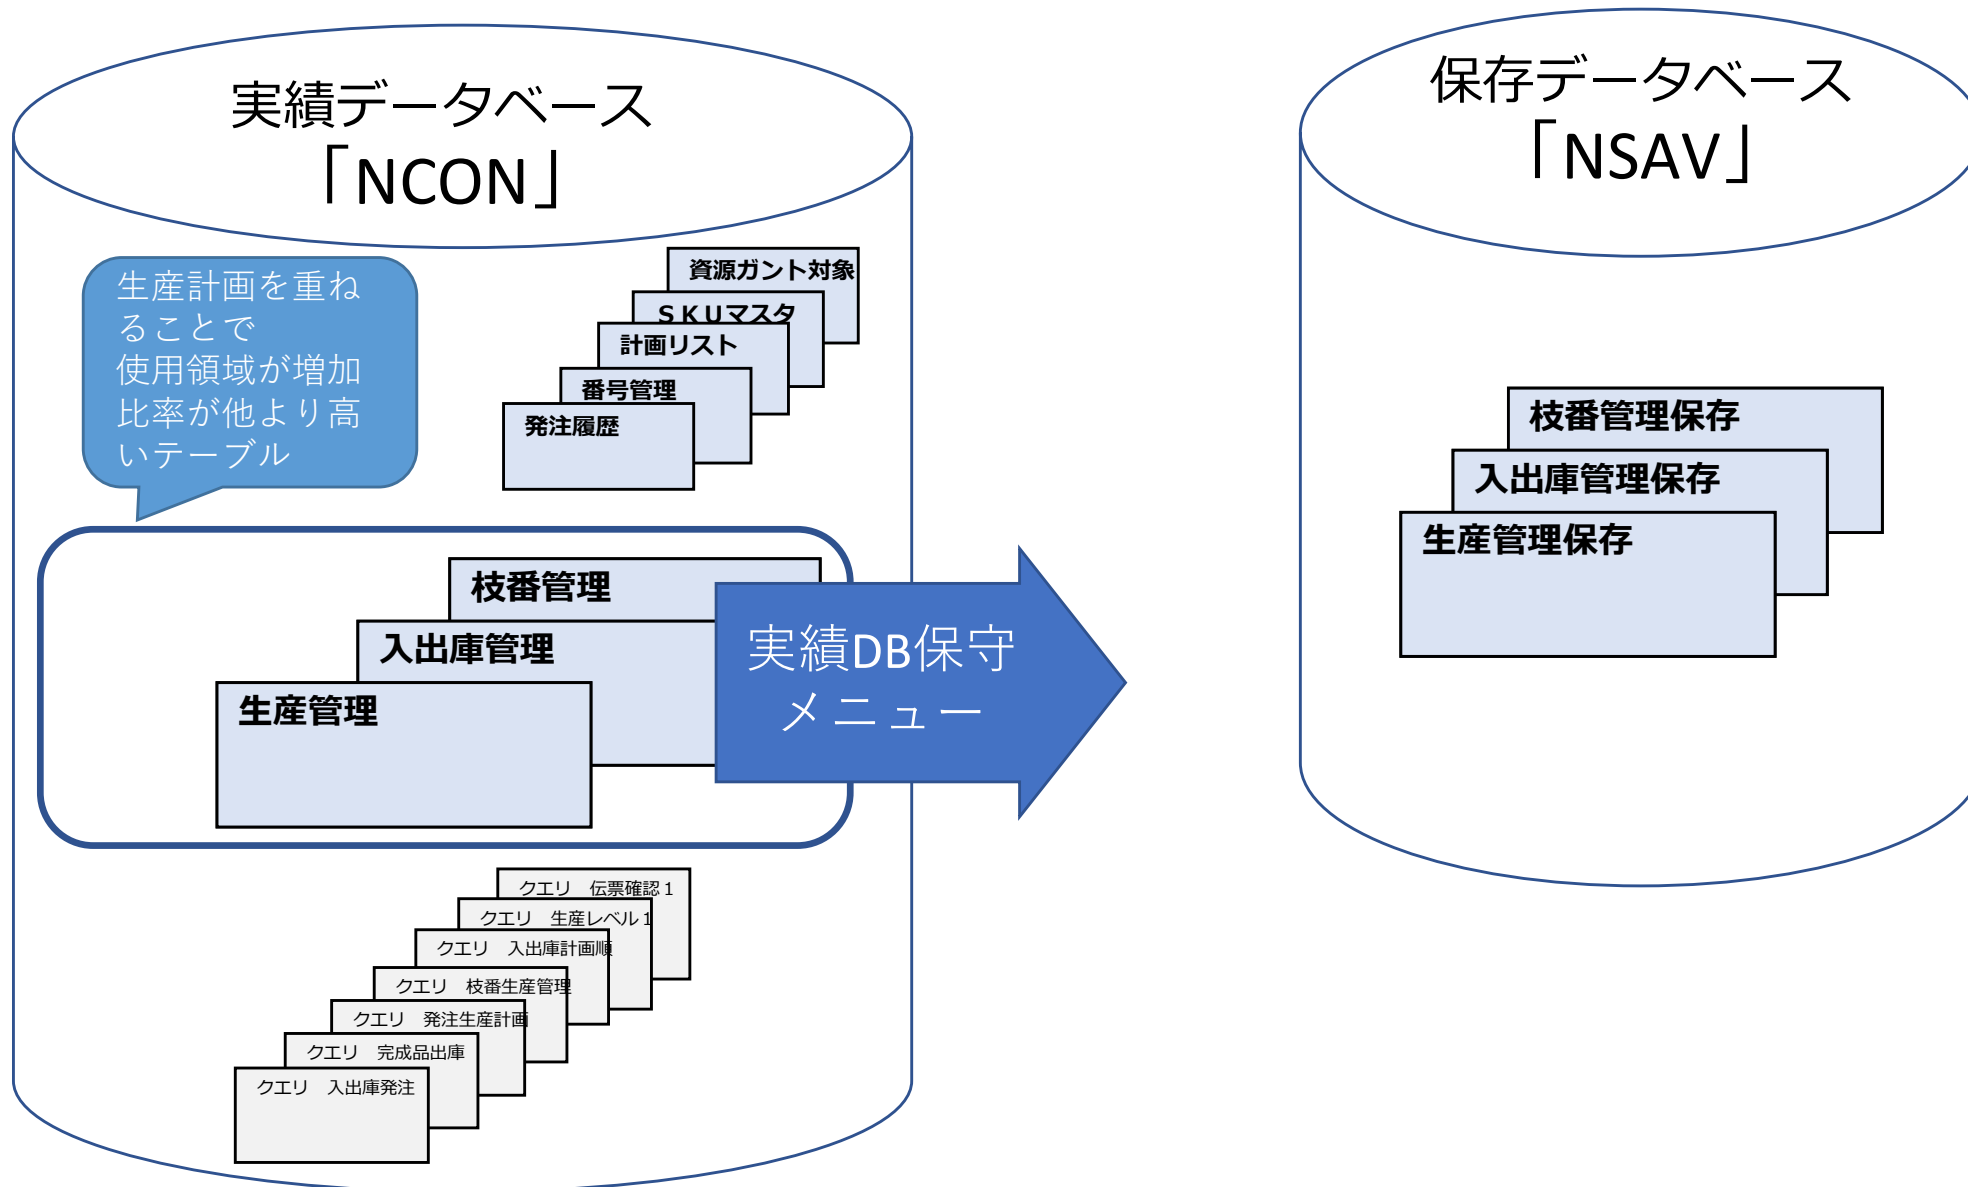 実績データベース
「NCON」
保存データベース
「NSAV」
生産計画を重ね
ることで
使用領域が増加
比率が他より高
いテーブル
資源ガント対象
ＳＫＵマスタ
計画リスト
番号管理
発注履歴
枝番管理
入出庫管理
生産管理
実績DB保守
メニュー
枝番管理保存
入出庫管理保存
生産管理保存
クエリ　伝票確認１
クエリ　生産レベル１
クエリ　入出庫計画順
クエリ　枝番生産管理
クエリ　発注生産計画
クエリ　完成品出庫
クエリ　入出庫発注